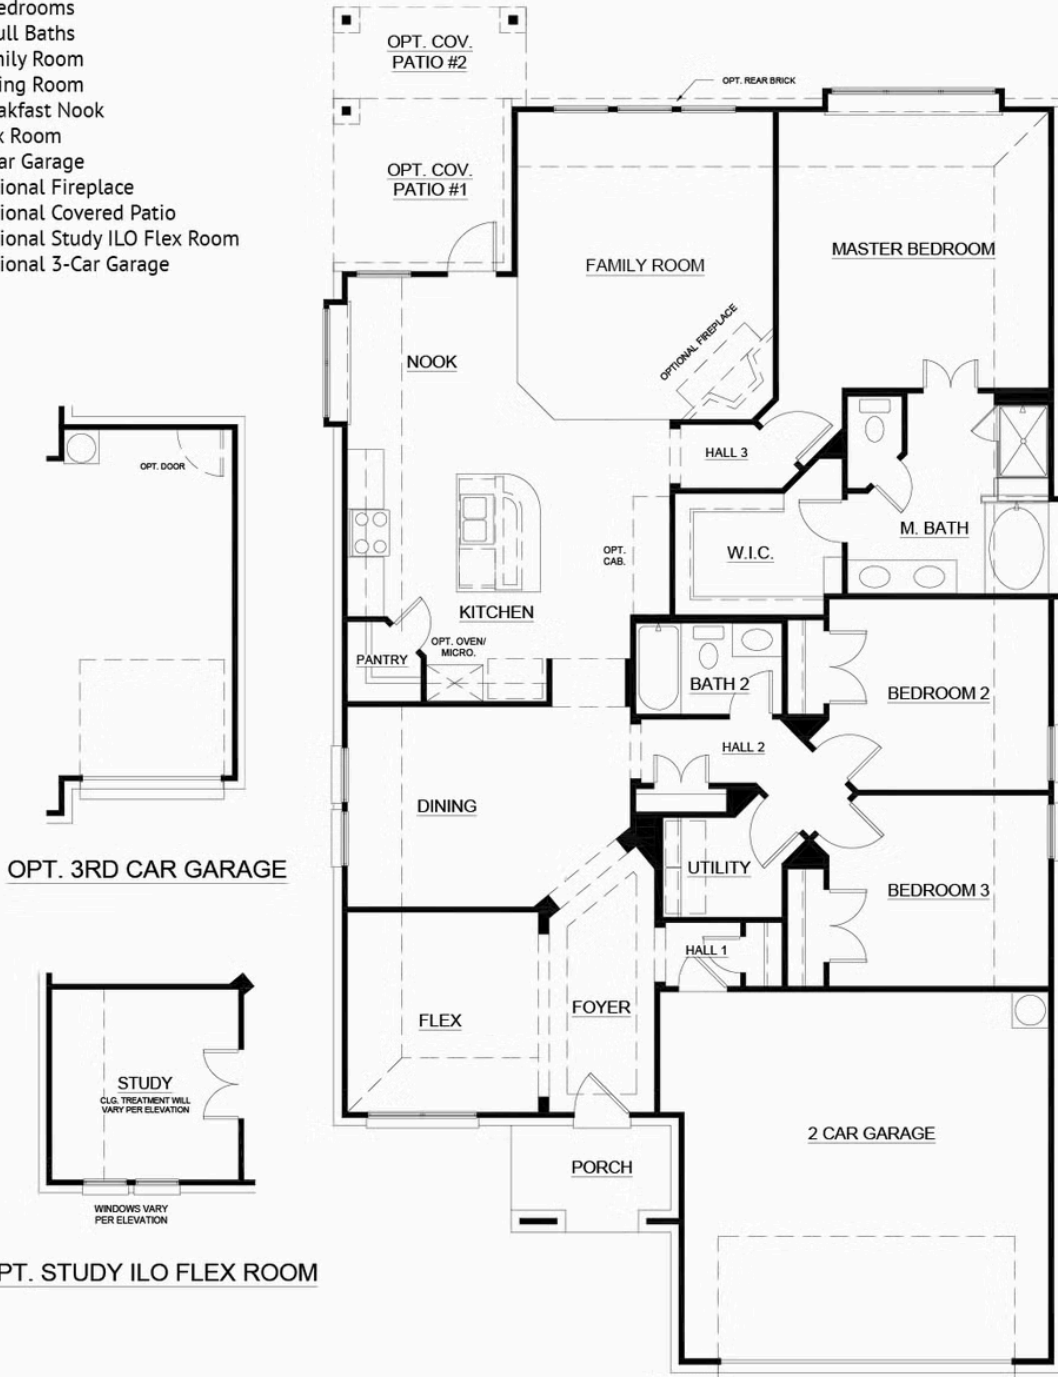 edrooms
ull Baths
mily Room
ing Room
akfast Nook
x Room
ar Garage
ional Fireplace
ional Covered Patio
ional Study ILO Flex Room
ional 3-Car Garage
OPT. COV.
PATIO #2
OPT. REAR BRICK
OPT. COV.
PATIO #1
FAMILY ROOM
MASTER BEDROOM
OPTIONAL FIREPLACE
NOOK
HALL 3
M. BATH
W.I.C.
OPT.
CAB.
KITCHEN
OPT. OVEN/
MICRO.
PANTRY
BATH 2
BEDROOM 2
HALL 2
DINING
UTILITY
BEDROOM 3
HALL 1
FLEX
FOYER
2 CAR GARAGE
PORCH
OPT. DOOR
OPT. 3RD CAR GARAGE
STUDY
CLG. TREATMENT WILL
VARY PER ELEVATION
WINDOWS VARY
PER ELEVATION
PT. STUDY ILO FLEX ROOM